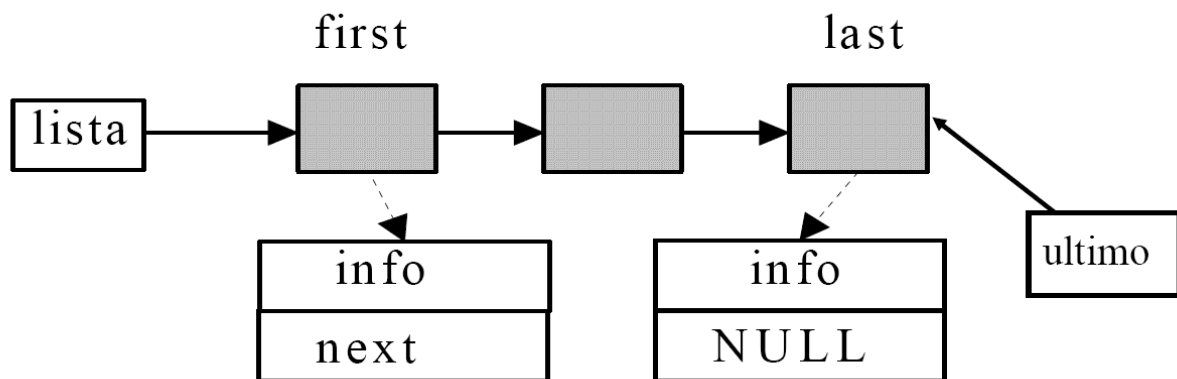 first
last
lista
info
info
ultimo
next
NULL